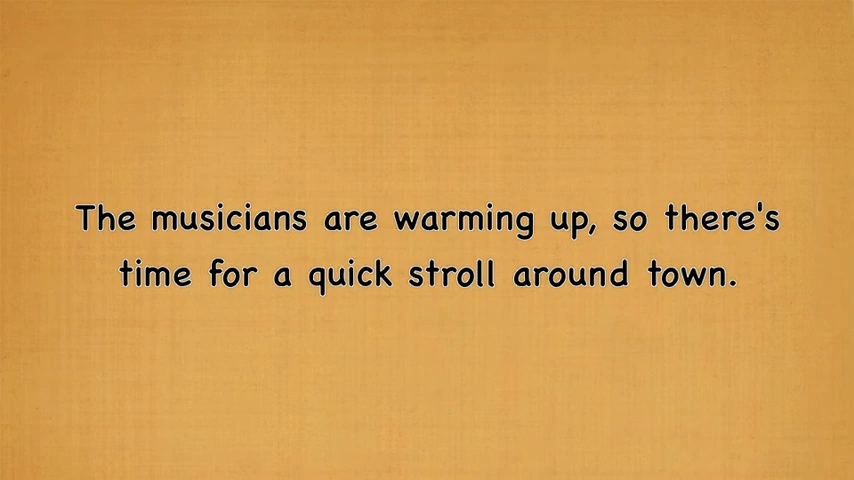 The musicians are warming up, so there's
time for a quick stroll around town.